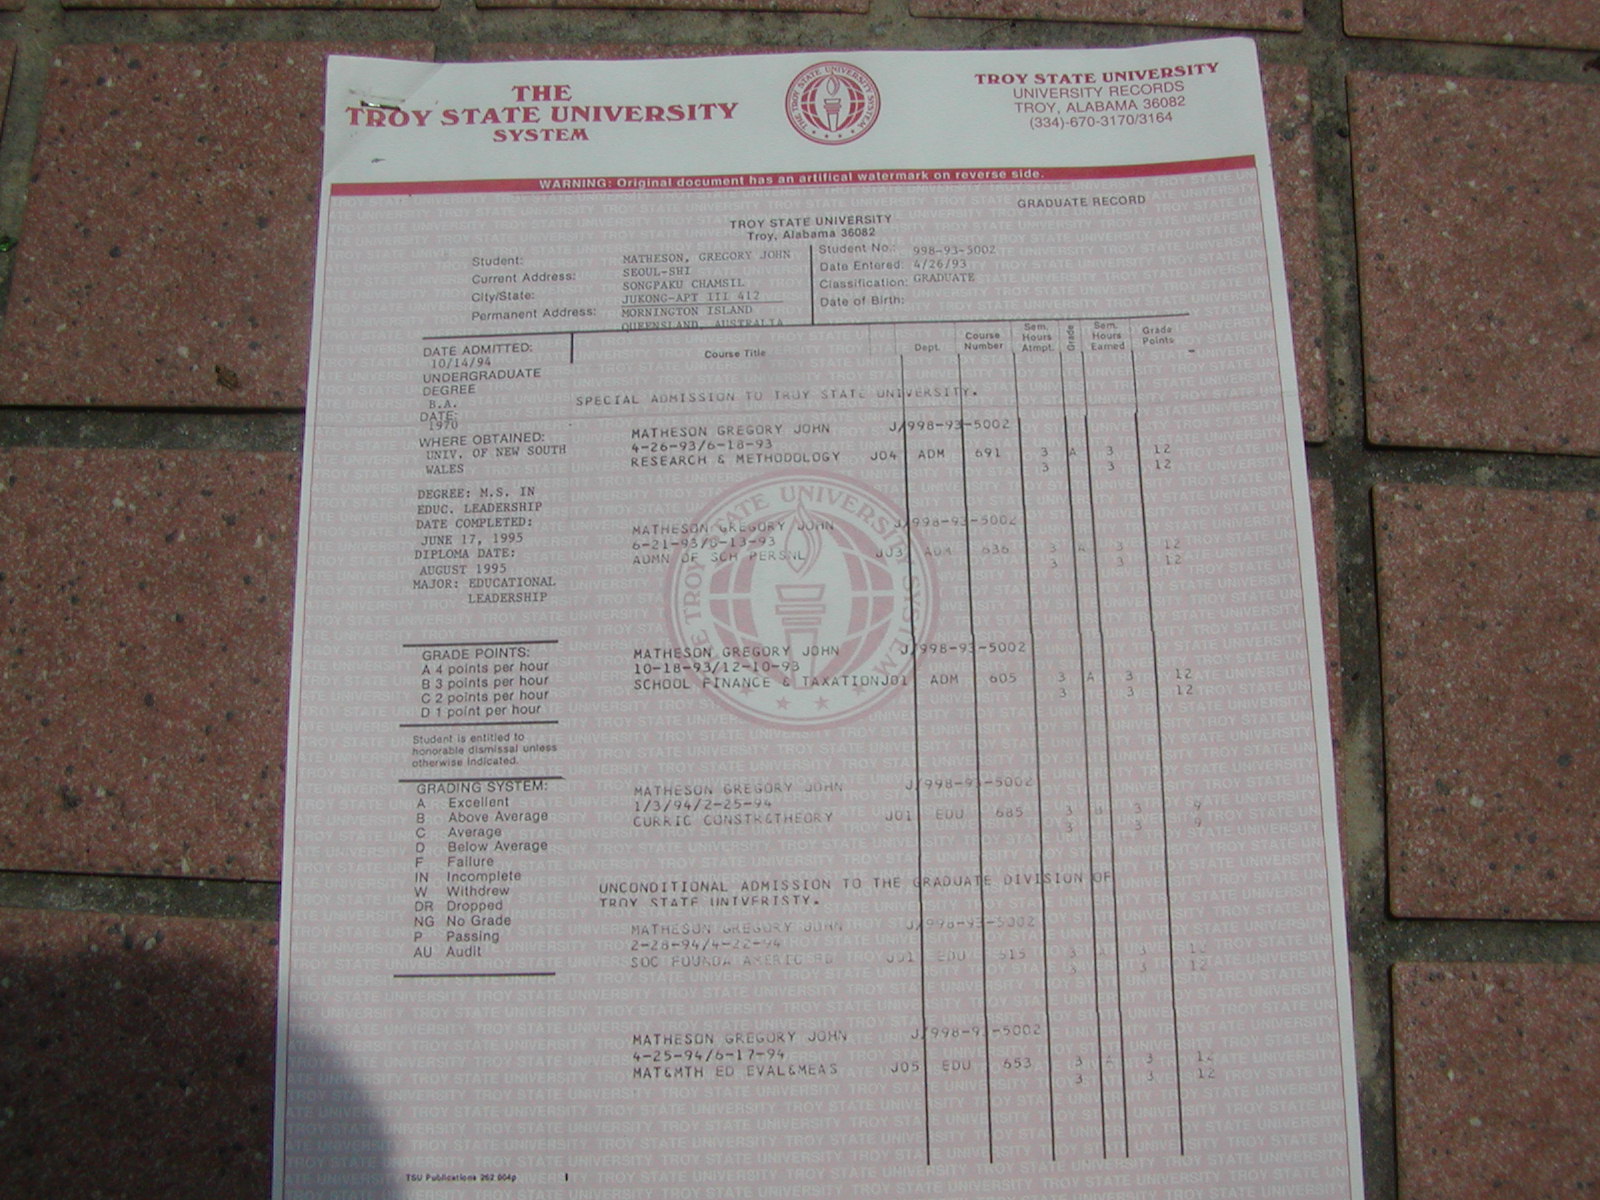 THE
TROY STATE UNIVERSITY
SYSTEM
TROY STATE UNIVERSITY
UNIVERSITY RECORDS
TROY, ALABAMA 36082
(334)-670-3170/3164
WARNING: Original document has an artifical watermark on reverse side.
GRADUATE RECORD
TROY STATE UNIVERSITY
Troy, Alabama 36082
Student: MATHESON, GREGORY JOHN
Current Address: SEOUL-SHI
SONGPAKU CHAMSIL
City/State: JUKONG-APT III 412
Permanent Address: MORNINGTON ISLAND
QUEENSLAND, AUSTRALIA
Student No.: 998-93-5002
Date Entered: 4/26/93
Classification: GRADUATE
Date of Birth:
Course Title Dept. Course Number Sem. Hours Atmpt. Grade Sem. Hours Earned Grade Points
DATE ADMITTED:
10/14/94
UNDERGRADUATE
DEGREE
B.A.
DATE:
1970
WHERE OBTAINED:
UNIV. OF NEW SOUTH
WALES
DEGREE: M.S. IN
EDUC. LEADERSHIP
DATE COMPLETED:
JUNE 17, 1995
DIPLOMA DATE:
AUGUST 1995
MAJOR: EDUCATIONAL
LEADERSHIP
GRADE POINTS:
A 4 points per hour
B 3 points per hour
C 2 points per hour
D 1 point per hour
Student is entitled to
honorable dismissal unless
otherwise indicated.
GRADING SYSTEM:
A Excellent
B Above Average
C Average
D Below Average
F Failure
IN Incomplete
W Withdrew
DR Dropped
NG No Grade
P Passing
AU Audit
SPECIAL ADMISSION TO TROY STATE UNIVERSITY.
MATHESON GREGORY JOHN J/998-93-5002
4-26-93/6-18-93
RESEARCH & METHODOLOGY J04 ADM 691 3 A 3 12
3 3 12
MATHESON GREGORY JOHN J/998-93-5002
6-21-93/8-13-93
ADMN OF SCH PERSNL J03 ADM 636 3 A 3 12
3 3 12
MATHESON GREGORY JOHN J/998-93-5002
10-18-93/12-10-93
SCHOOL FINANCE & TAXATION J01 ADM 605 3 A 3 12
3 3 12
MATHESON GREGORY JOHN J/998-93-5002
1/3/94/2-25-94
CURRIC CONSTR&THEORY J01 EDU 685 3 B 3 9
3 3 9
UNCONDITIONAL ADMISSION TO THE GRADUATE DIVISION OF
TROY STATE UNIVERISTY.
MATHESON GREGORY JOHN J/998-93-5002
2-28-94/4-22-94
SOC FOUNDA AMERIC ED J01 EDU 615 3 3 12
3 3 12
MATHESON GREGORY JOHN J/998-93-5002
4-25-94/6-17-94
MAT&MTH ED EVAL&MEAS J05 EDU 653 3 A 3 12
3 3 12
TSU Publications 262 004p